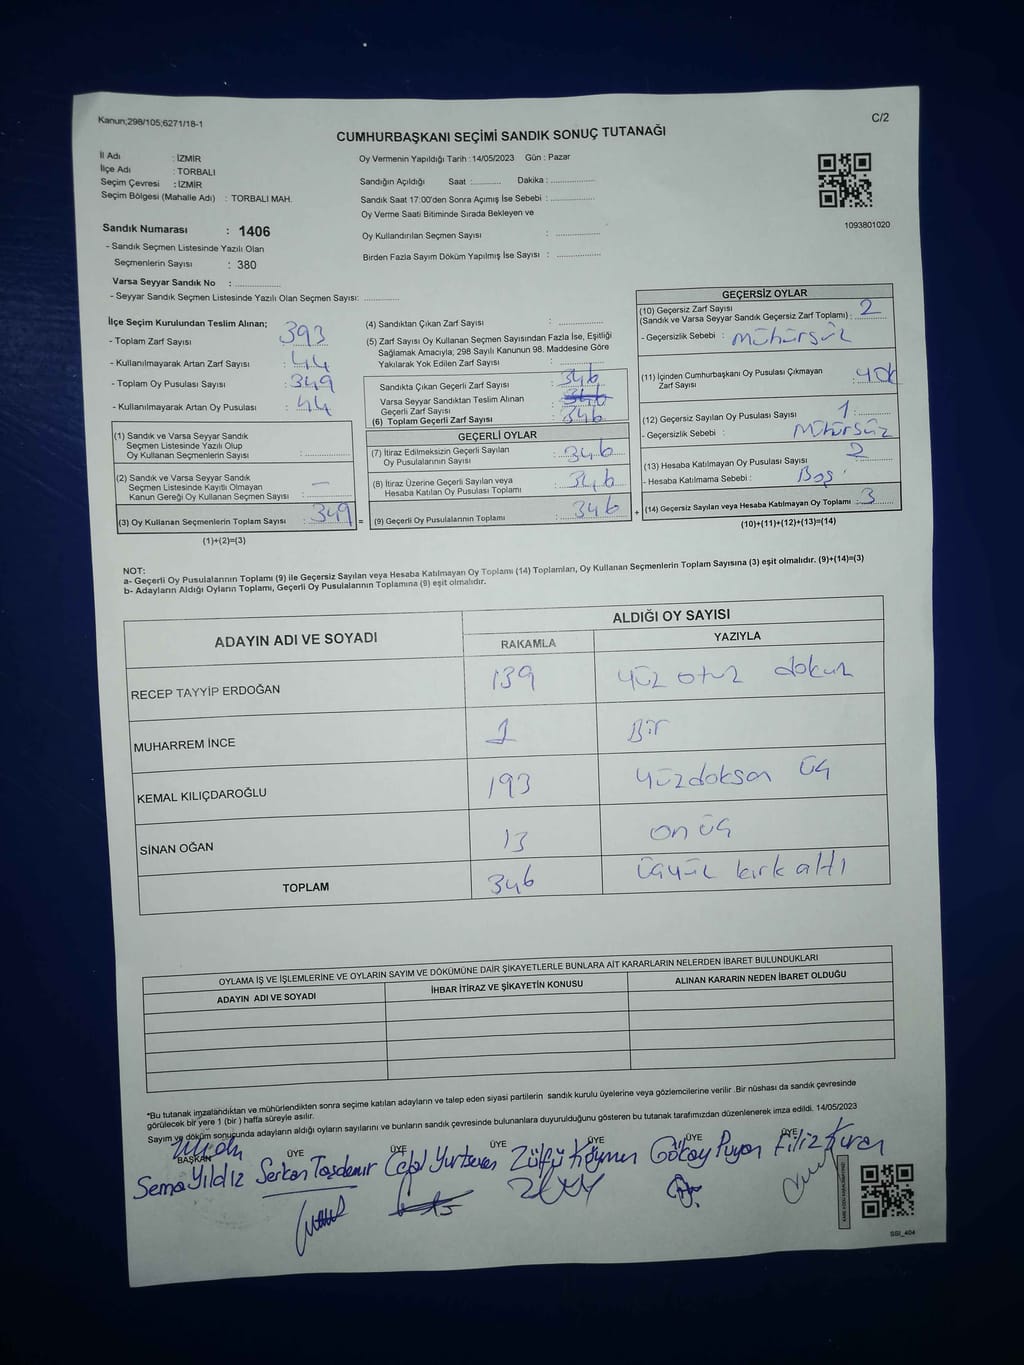 Kanun;298/105;6271/18-1
C/2
CUMHURBAŞKANI SEÇİMİ SANDIK SONUÇ TUTANAĞI
İl Adı : İZMİR
İlçe Adı : TORBALI
Seçim Çevresi : İZMİR
Seçim Bölgesi (Mahalle Adı) : TORBALI MAH.
Sandık Numarası : 1406
- Sandık Seçmen Listesinde Yazılı Olan
Seçmenlerin Sayısı : 380
Varsa Seyyar Sandık No :
- Seyyar Sandık Seçmen Listesinde Yazılı Olan Seçmen Sayısı:
Oy Vermenin Yapıldığı Tarih : 14/05/2023 Gün : Pazar
Sandığın Açıldığı Saat : Dakika :
Sandık Saat 17:00'den Sonra Açımış İse Sebebi :
Oy Verme Saati Bitiminde Sırada Bekleyen ve
Oy Kullandırılan Seçmen Sayısı :
Birden Fazla Sayım Döküm Yapılmış İse Sayısı :
1093801020
İlçe Seçim Kurulundan Teslim Alınan;
- Toplam Zarf Sayısı : 393
- Kullanılmayarak Artan Zarf Sayısı : 44
- Toplam Oy Pusulası Sayısı : 349
- Kullanılmayarak Artan Oy Pusulası : 44
(1) Sandık ve Varsa Seyyar Sandık
Seçmen Listesinde Yazılı Olup
Oy Kullanan Seçmenlerin Sayısı :
(2) Sandık ve Varsa Seyyar Sandık
Seçmen Listesinde Kayıtlı Olmayan
Kanun Gereği Oy Kullanan Seçmen Sayısı : —
(3) Oy Kullanan Seçmenlerin Toplam Sayısı : 349 =
(1)+(2)=(3)
(4) Sandıktan Çıkan Zarf Sayısı :
(5) Zarf Sayısı Oy Kullanan Seçmen Sayısından Fazla İse, Eşitliği
Sağlamak Amacıyla; 298 Sayılı Kanunun 98. Maddesine Göre
Yakılarak Yok Edilen Zarf Sayısı :
Sandıkta Çıkan Geçerli Zarf Sayısı : 346
Varsa Seyyar Sandıktan Teslim Alınan
Geçerli Zarf Sayısı :
(6) Toplam Geçerli Zarf Sayısı : 346
GEÇERLİ OYLAR
(7) İtiraz Edilmeksizin Geçerli Sayılan
Oy Pusulalarının Sayısı : 346
(8) İtiraz Üzerine Geçerli Sayılan veya
Hesaba Katılan Oy Pusulası Toplamı : 346
(9) Geçerli Oy Pusulalarının Toplamı : 346 +
GEÇERSİZ OYLAR
(10) Geçersiz Zarf Sayısı
(Sandık ve Varsa Seyyar Sandık Geçersiz Zarf Toplamı) : 2
- Geçersizlik Sebebi : Mühürsüz
(11) İçinden Cumhurbaşkanı Oy Pusulası Çıkmayan
Zarf Sayısı : yok
(12) Geçersiz Sayılan Oy Pusulası Sayısı : 1
- Geçersizlik Sebebi : Mühürsüz
(13) Hesaba Katılmayan Oy Pusulası Sayısı : 2
- Hesaba Katılmama Sebebi : Boş
(14) Geçersiz Sayılan veya Hesaba Katılmayan Oy Toplamı : 3
(10)+(11)+(12)+(13)=(14)
NOT:
a- Geçerli Oy Pusulalarının Toplamı (9) ile Geçersiz Sayılan veya Hesaba Katılmayan Oy Toplamı (14) Toplamları, Oy Kullanan Seçmenlerin Toplam Sayısına (3) eşit olmalıdır. (9)+(14)=(3)
b- Adayların Aldığı Oyların Toplamı, Geçerli Oy Pusulalarının Toplamına (9) eşit olmalıdır.
ADAYIN ADI VE SOYADI ALDIĞI OY SAYISI
RAKAMLA YAZIYLA
RECEP TAYYİP ERDOĞAN 139 yüz otuz dokuz
MUHARREM İNCE 1 Bir
KEMAL KILIÇDAROĞLU 193 yüzdoksan üç
SİNAN OĞAN 13 on üç
TOPLAM 346 üçyüz kırk altı
OYLAMA İŞ VE İŞLEMLERİNE VE OYLARIN SAYIM VE DÖKÜMÜNE DAİR ŞİKAYETLERLE BUNLARA AİT KARARLARIN NELERDEN İBARET BULUNDUKLARI
ADAYIN ADI VE SOYADI İHBAR İTİRAZ VE ŞİKAYETİN KONUSU ALINAN KARARIN NEDEN İBARET OLDUĞU
*Bu tutanak imzalandıktan ve mühürlendikten sonra seçime katılan adayların ve talep eden siyasi partilerin sandık kurulu üyelerine veya gözlemcilerine verilir .Bir nüshası da sandık çevresinde
görülecek bir yere 1 (bir ) hafta süreyle asılır.
Sayım ve döküm sonucunda adayların aldığı oyların sayılarını ve bunların sandık çevresinde bulunanlara duyurulduğunu gösteren bu tutanak tarafımızdan düzenlenerek imza edildi. 14/05/2023
BAŞKAN ÜYE ÜYE ÜYE ÜYE ÜYE ÜYE
Sema Yıldız Serkan Taşdemir Celal Yurtseven Zülfü Gökay Filiz Kıran
SSİ_404